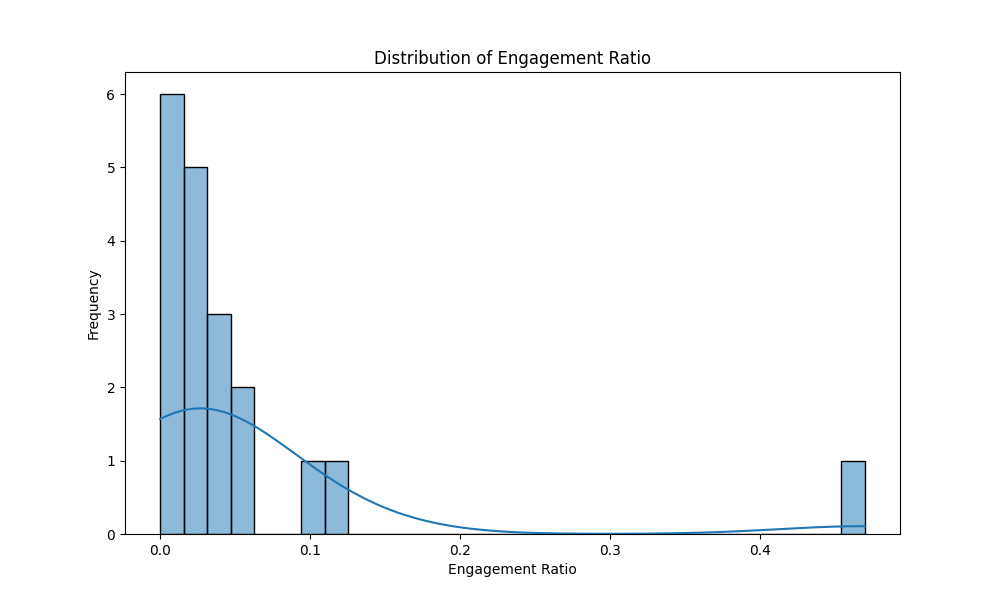 Distribution of Engagement Ratio
6
5
4
3
2
1
0
Frequency
0.0 0.1 0.2 0.3 0.4
Engagement Ratio